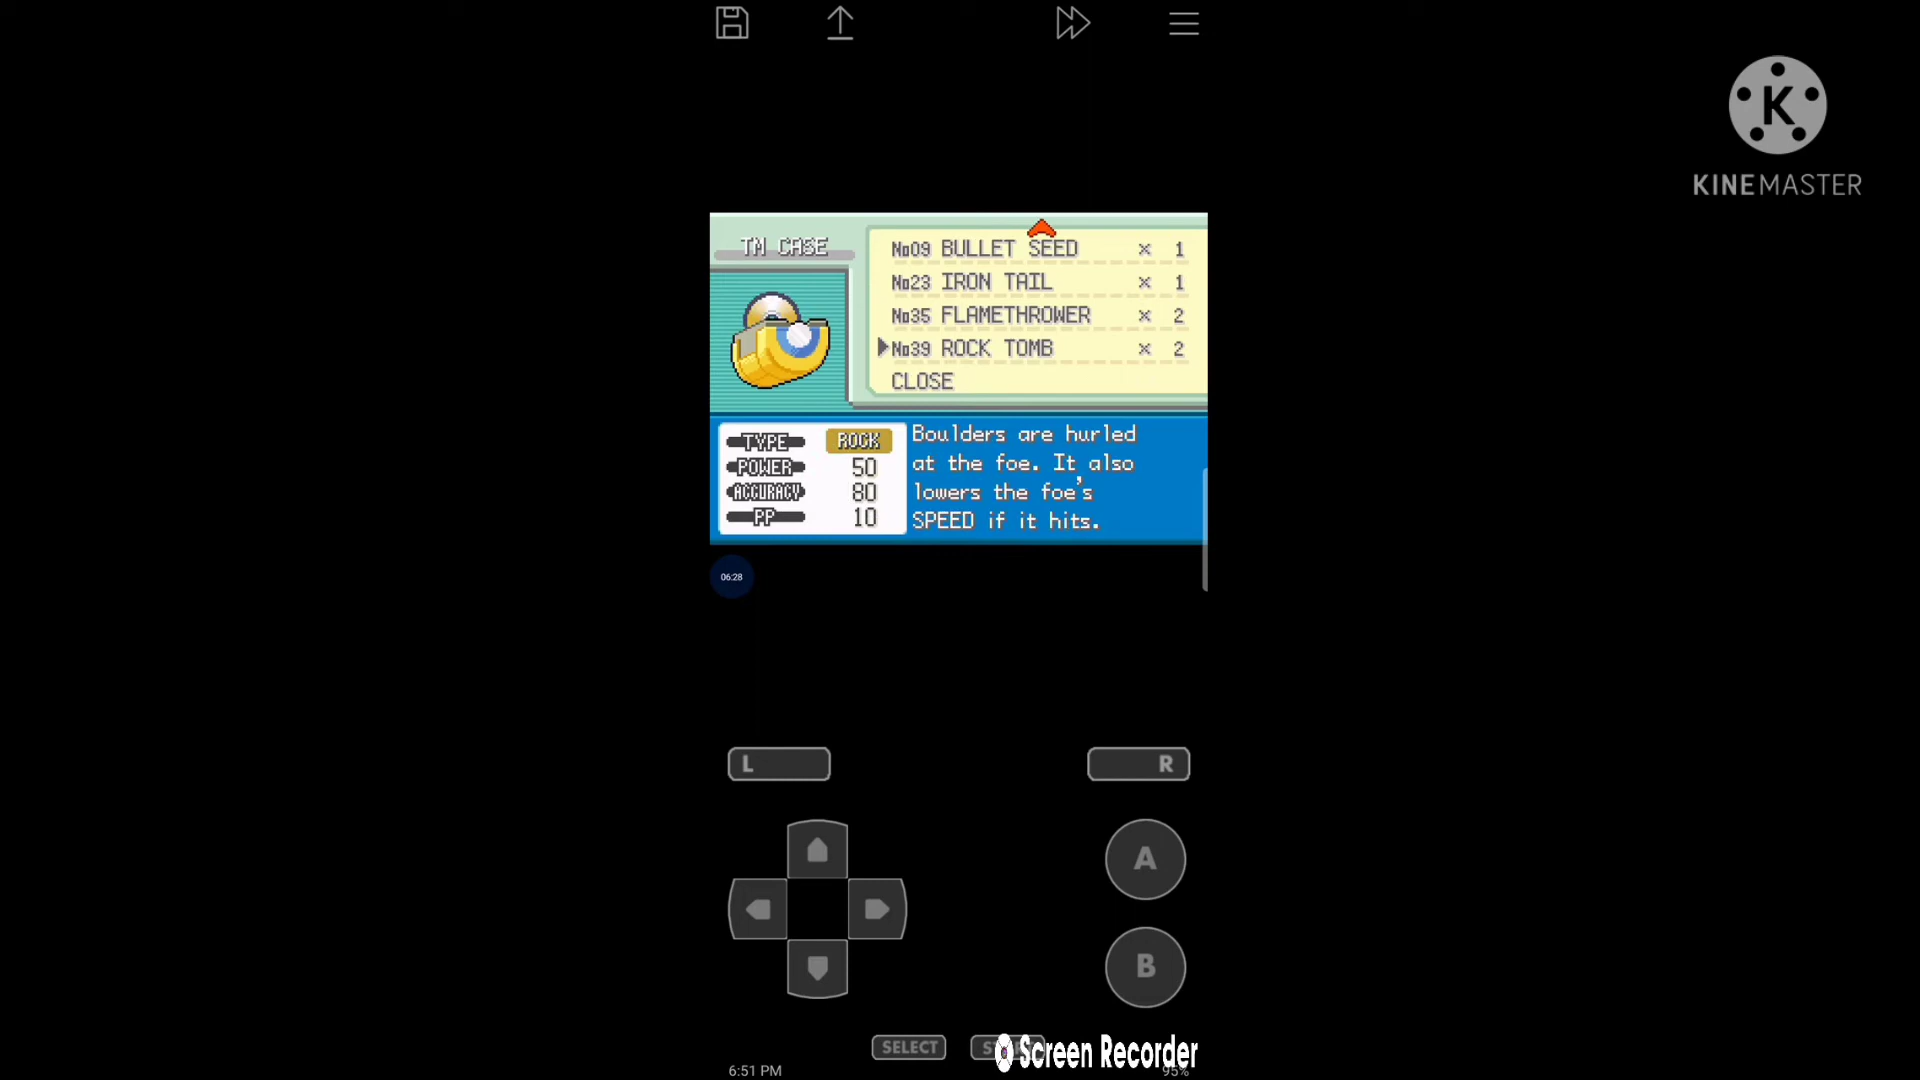 K
KINEMASTER
TM CASE
No09 BULLET SEED × 1
No23 IRON TAIL × 1
No35 FLAMETHROWER × 2
No39 ROCK TOMB × 2
CLOSE
TYPE ROCK
POWER 50
ACCURACY 80
PP 10
Boulders are hurled
at the foe. It also
lowers the foe's
SPEED if it hits.
06:28
L
R
A
B
SELECT
Screen Recorder
6:51 PM
95%